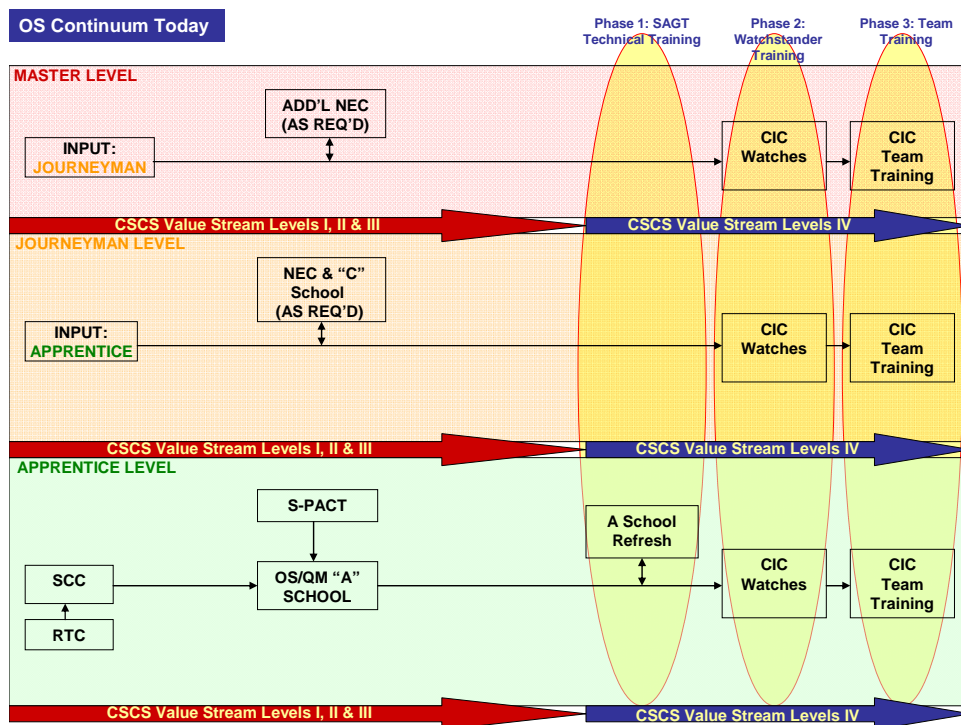 OS Continuum Today
Phase 1: SAGT
Technical Training
Phase 2:
Watchstander
Training
Phase 3: Team
Training
MASTER LEVEL
ADD'L NEC
(AS REQ'D)
INPUT:
JOURNEYMAN
CIC
Watches
CIC
Team
Training
CSCS Value Stream Levels I, II & III
CSCS Value Stream Levels IV
JOURNEYMAN LEVEL
NEC & “C”
School
(AS REQ'D)
INPUT:
APPRENTICE
CIC
Watches
CIC
Team
Training
CSCS Value Stream Levels I, II & III
CSCS Value Stream Levels IV
APPRENTICE LEVEL
S-PACT
A School
Refresh
SCC
OS/QM “A”
SCHOOL
CIC
Watches
CIC
Team
Training
RTC
CSCS Value Stream Levels I, II & III
CSCS Value Stream Levels IV